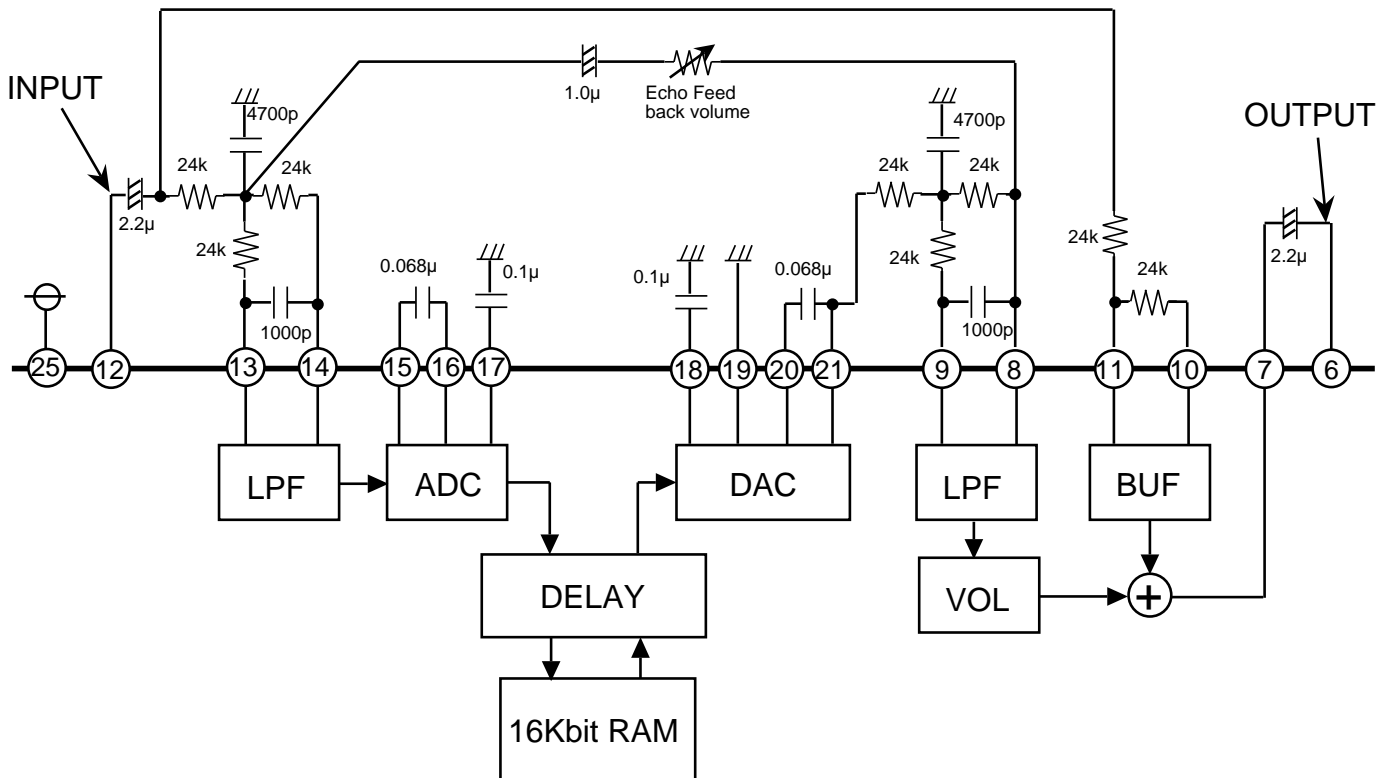 INPUT
4700p
1.0µ
Echo Feed
back volume
4700p
OUTPUT
24k
24k
24k
24k
2.2µ
24k
24k
24k
24k
2.2µ
0.068µ
0.1µ
0.1µ
0.068µ
1000p
1000p
25
12
13
14
15
16
17
18
19
20
21
9
8
11
10
7
6
LPF
ADC
DAC
LPF
BUF
DELAY
VOL
+
16Kbit RAM